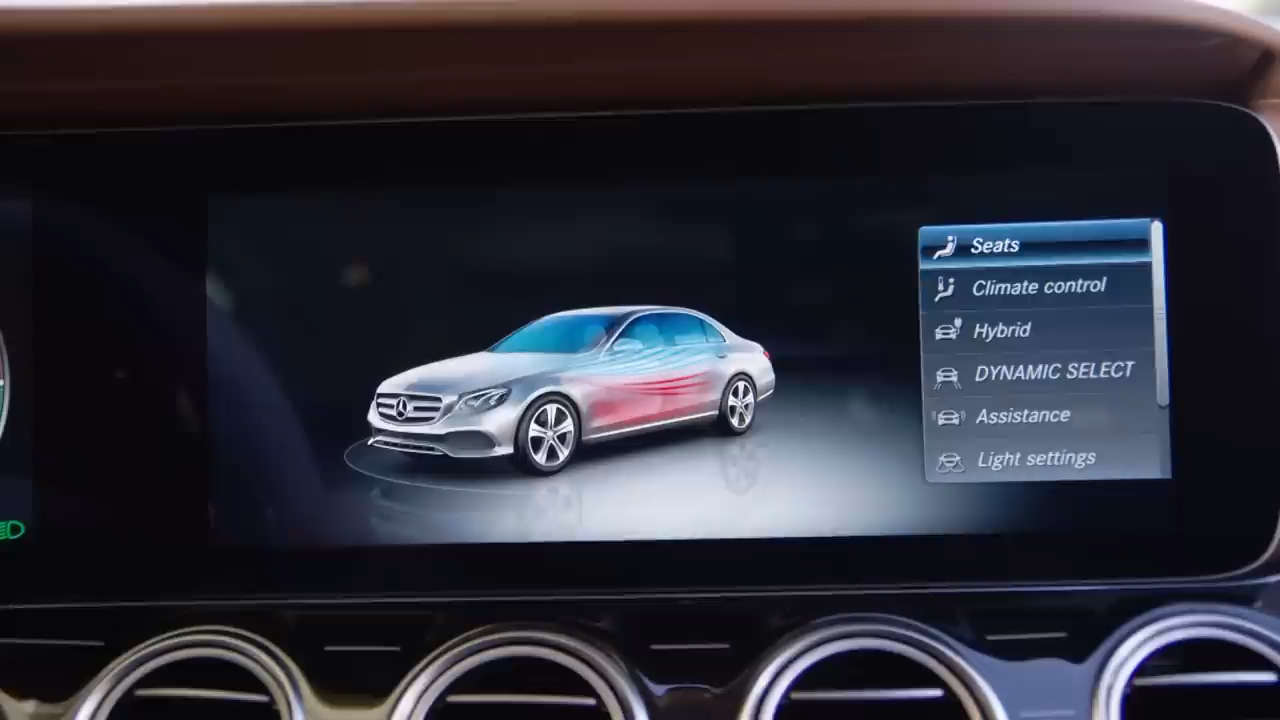 Seats
Climate control
Hybrid
DYNAMIC SELECT
Assistance
Light settings